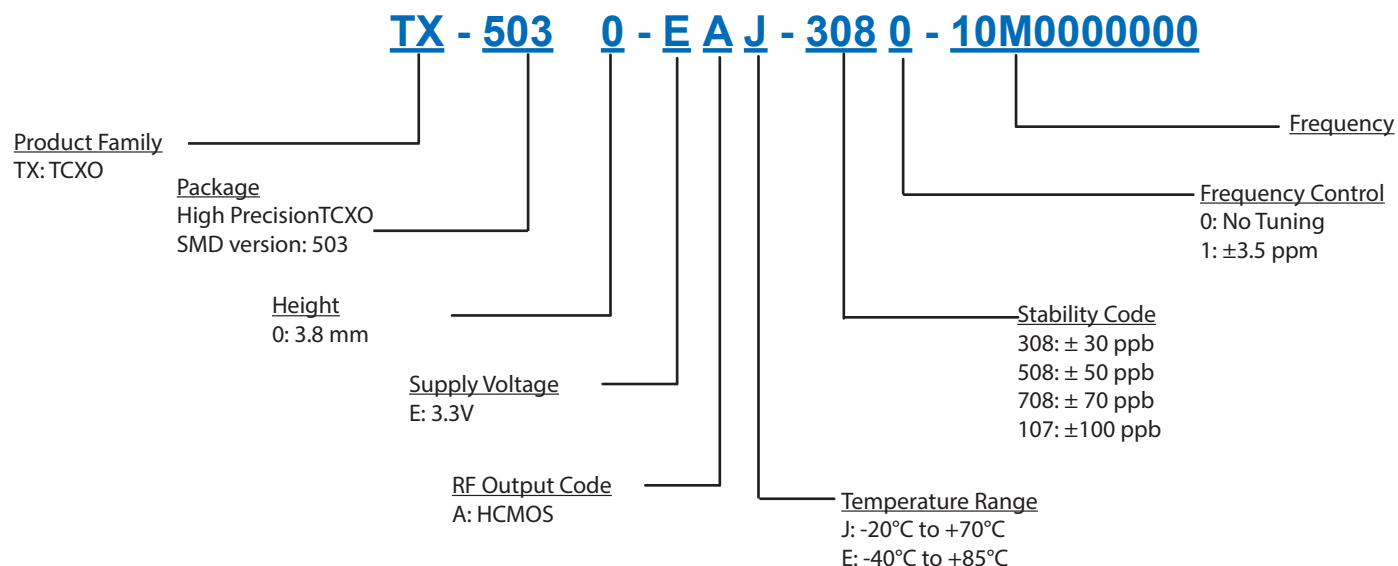 TX - 503 0 - E A J - 308 0 - 10M0000000
Product Family
TX: TCXO
Package
High PrecisionTCXO
SMD version: 503
Height
0: 3.8 mm
Supply Voltage
E: 3.3V
RF Output Code
A: HCMOS
Frequency
Frequency Control
0: No Tuning
1: ±3.5 ppm
Stability Code
308: ± 30 ppb
508: ± 50 ppb
708: ± 70 ppb
107: ±100 ppb
Temperature Range
J: -20°C to +70°C
E: -40°C to +85°C